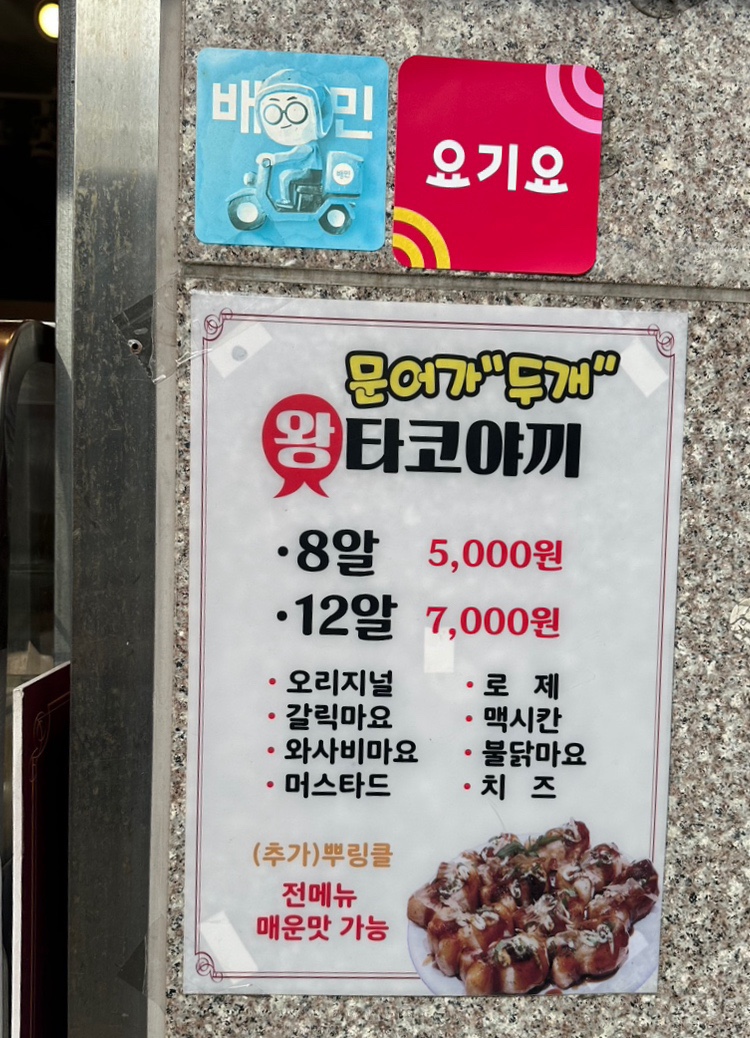 배민
배민
요기요
문어가"두개"
왕타코야끼
·8알 5,000원
·12알 7,000원
·오리지널 ·로 제
·갈릭마요 ·맥시칸
·와사비마요 ·불닭마요
·머스타드 ·치 즈
(추가)뿌링클
전메뉴
매운맛 가능